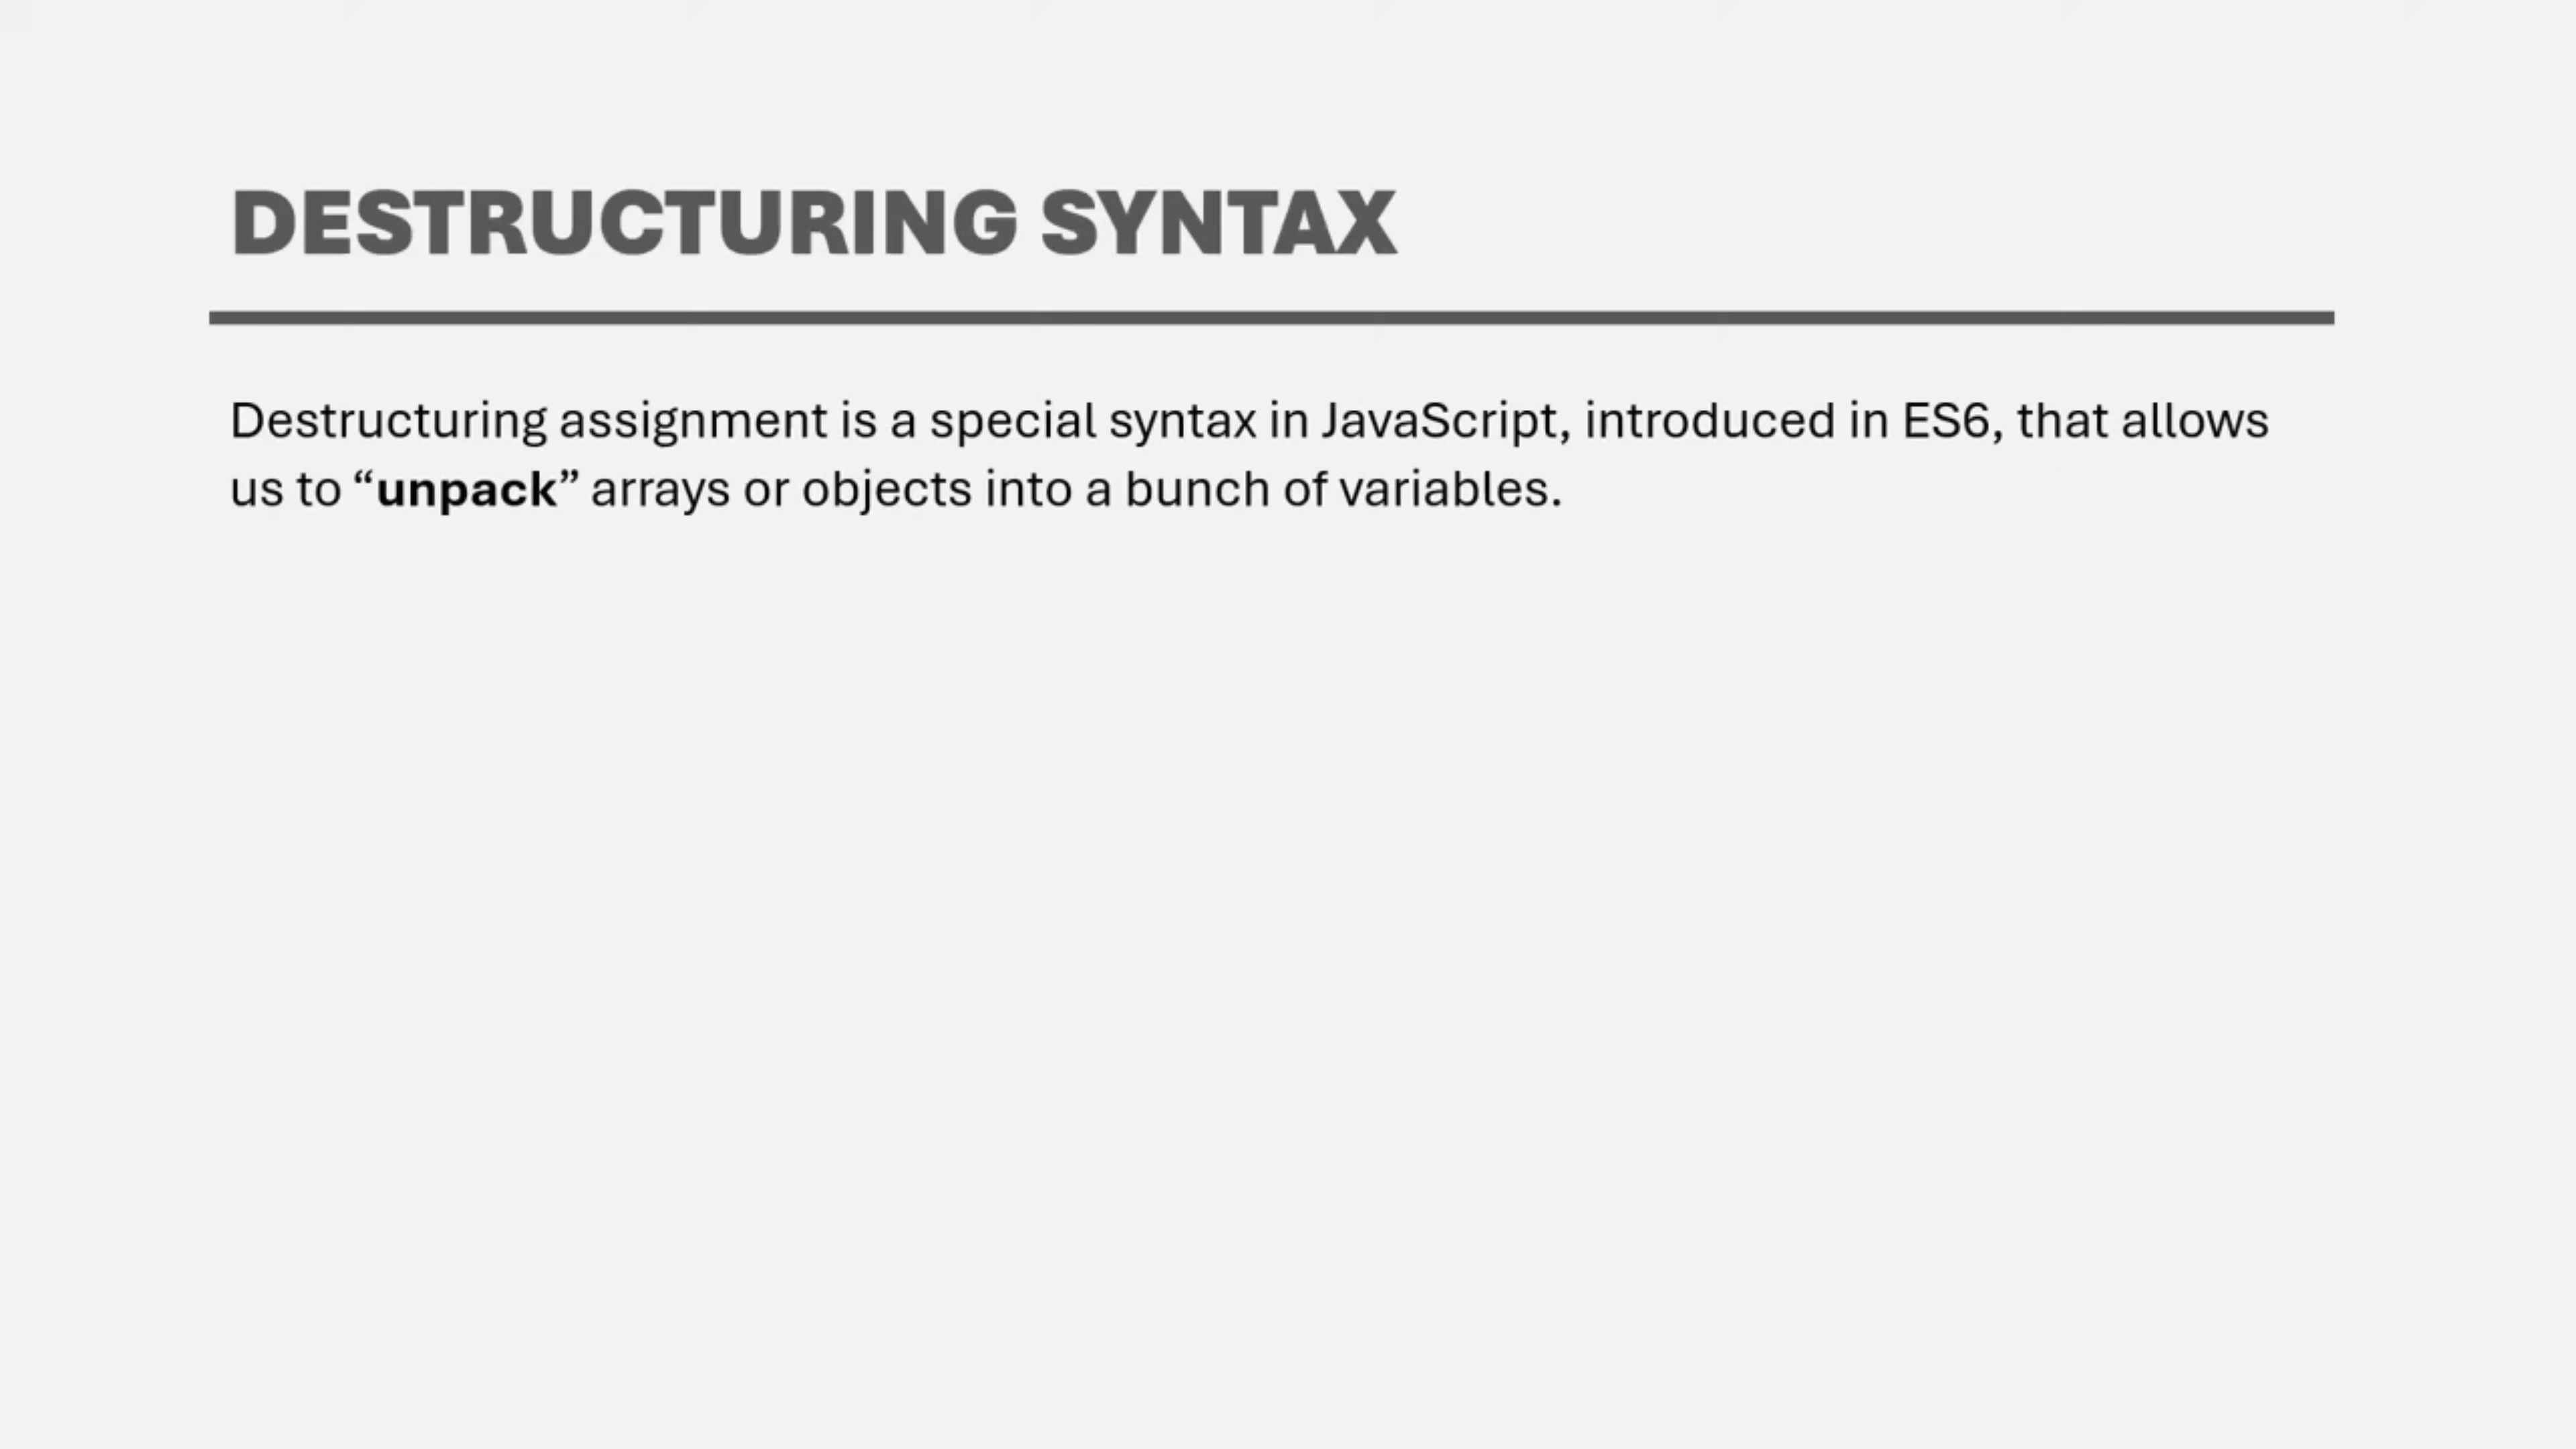 DESTRUCTURING SYNTAX
Destructuring assignment is a special syntax in JavaScript, introduced in ES6, that allows
us to “unpack” arrays or objects into a bunch of variables.